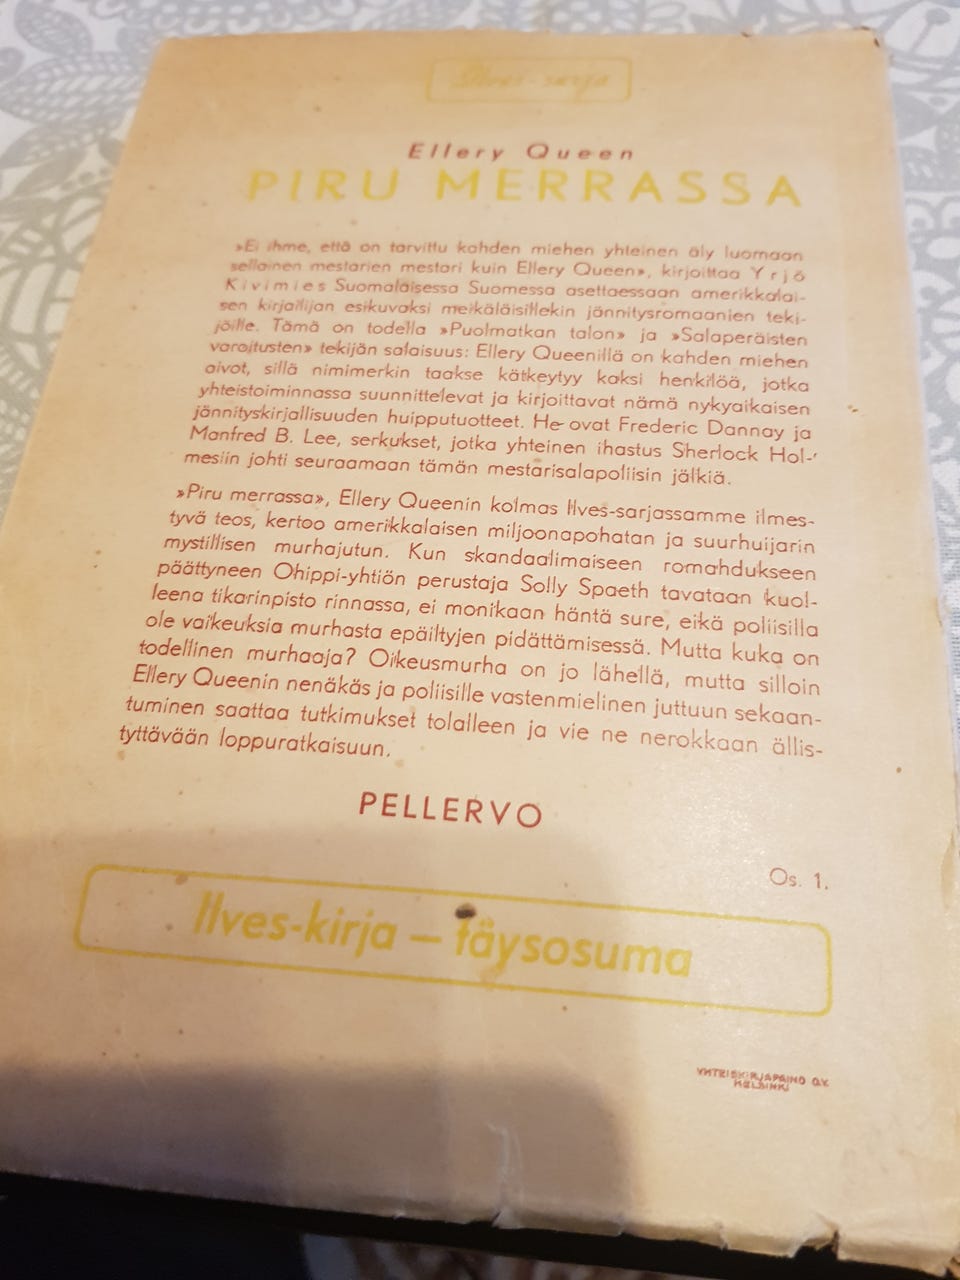 Ilves-sarja
Ellery Queen
PIRU MERRASSA
»Ei ihme, että on tarvittu kahden miehen yhteinen äly luomaan
sellainen mestarien mestari kuin Ellery Queen», kirjoittaa Yrjö
Kivimies Suomalaisessa Suomessa asettaessaan amerikkalai-
sen kirjailijan esikuvaksi meikäläisillekin jännitysromaanien teki-
jöille. Tämä on todella »Puolmatkan talon» ja »Salaperäisten
varoitusten» tekijän salaisuus: Ellery Queenillä on kahden miehen
aivot, sillä nimimerkin taakse kätkeytyy kaksi henkilöä, jotka
yhteistoiminnassa suunnittelevat ja kirjoittavat nämä nykyaikaisen
jännityskirjallisuuden huipputuotteet. He ovat Frederic Dannay ja
Manfred B. Lee, serkukset, jotka yhteinen ihastus Sherlock Hol-
mesiin johti seuraamaan tämän mestarisalapoliisin jälkiä.
»Piru merrassa», Ellery Queenin kolmas Ilves-sarjassamme ilmes-
tyvä teos, kertoo amerikkalaisen miljoonapohatan ja suurhuijarin
mystillisen murhajutun. Kun skandaalimaiseen romahdukseen
päättyneen Ohippi-yhtiön perustaja Solly Spaeth tavataan kuol-
leena tikarinpisto rinnassa, ei monikaan häntä sure, eikä poliisilla
ole vaikeuksia murhasta epäiltyjen pidättämisessä. Mutta kuka on
todellinen murhaaja? Oikeusmurha on jo lähellä, mutta silloin
Ellery Queenin nenäkäs ja poliisille vastenmielinen juttuun sekaan-
tuminen saattaa tutkimukset tolalleen ja vie ne nerokkaan ällis-
tyttävään loppuratkaisuun.
PELLERVO
Os. 1.
Ilves-kirja – täysosuma
YHTEISKIRJAPAINO O.Y.
HELSINKI